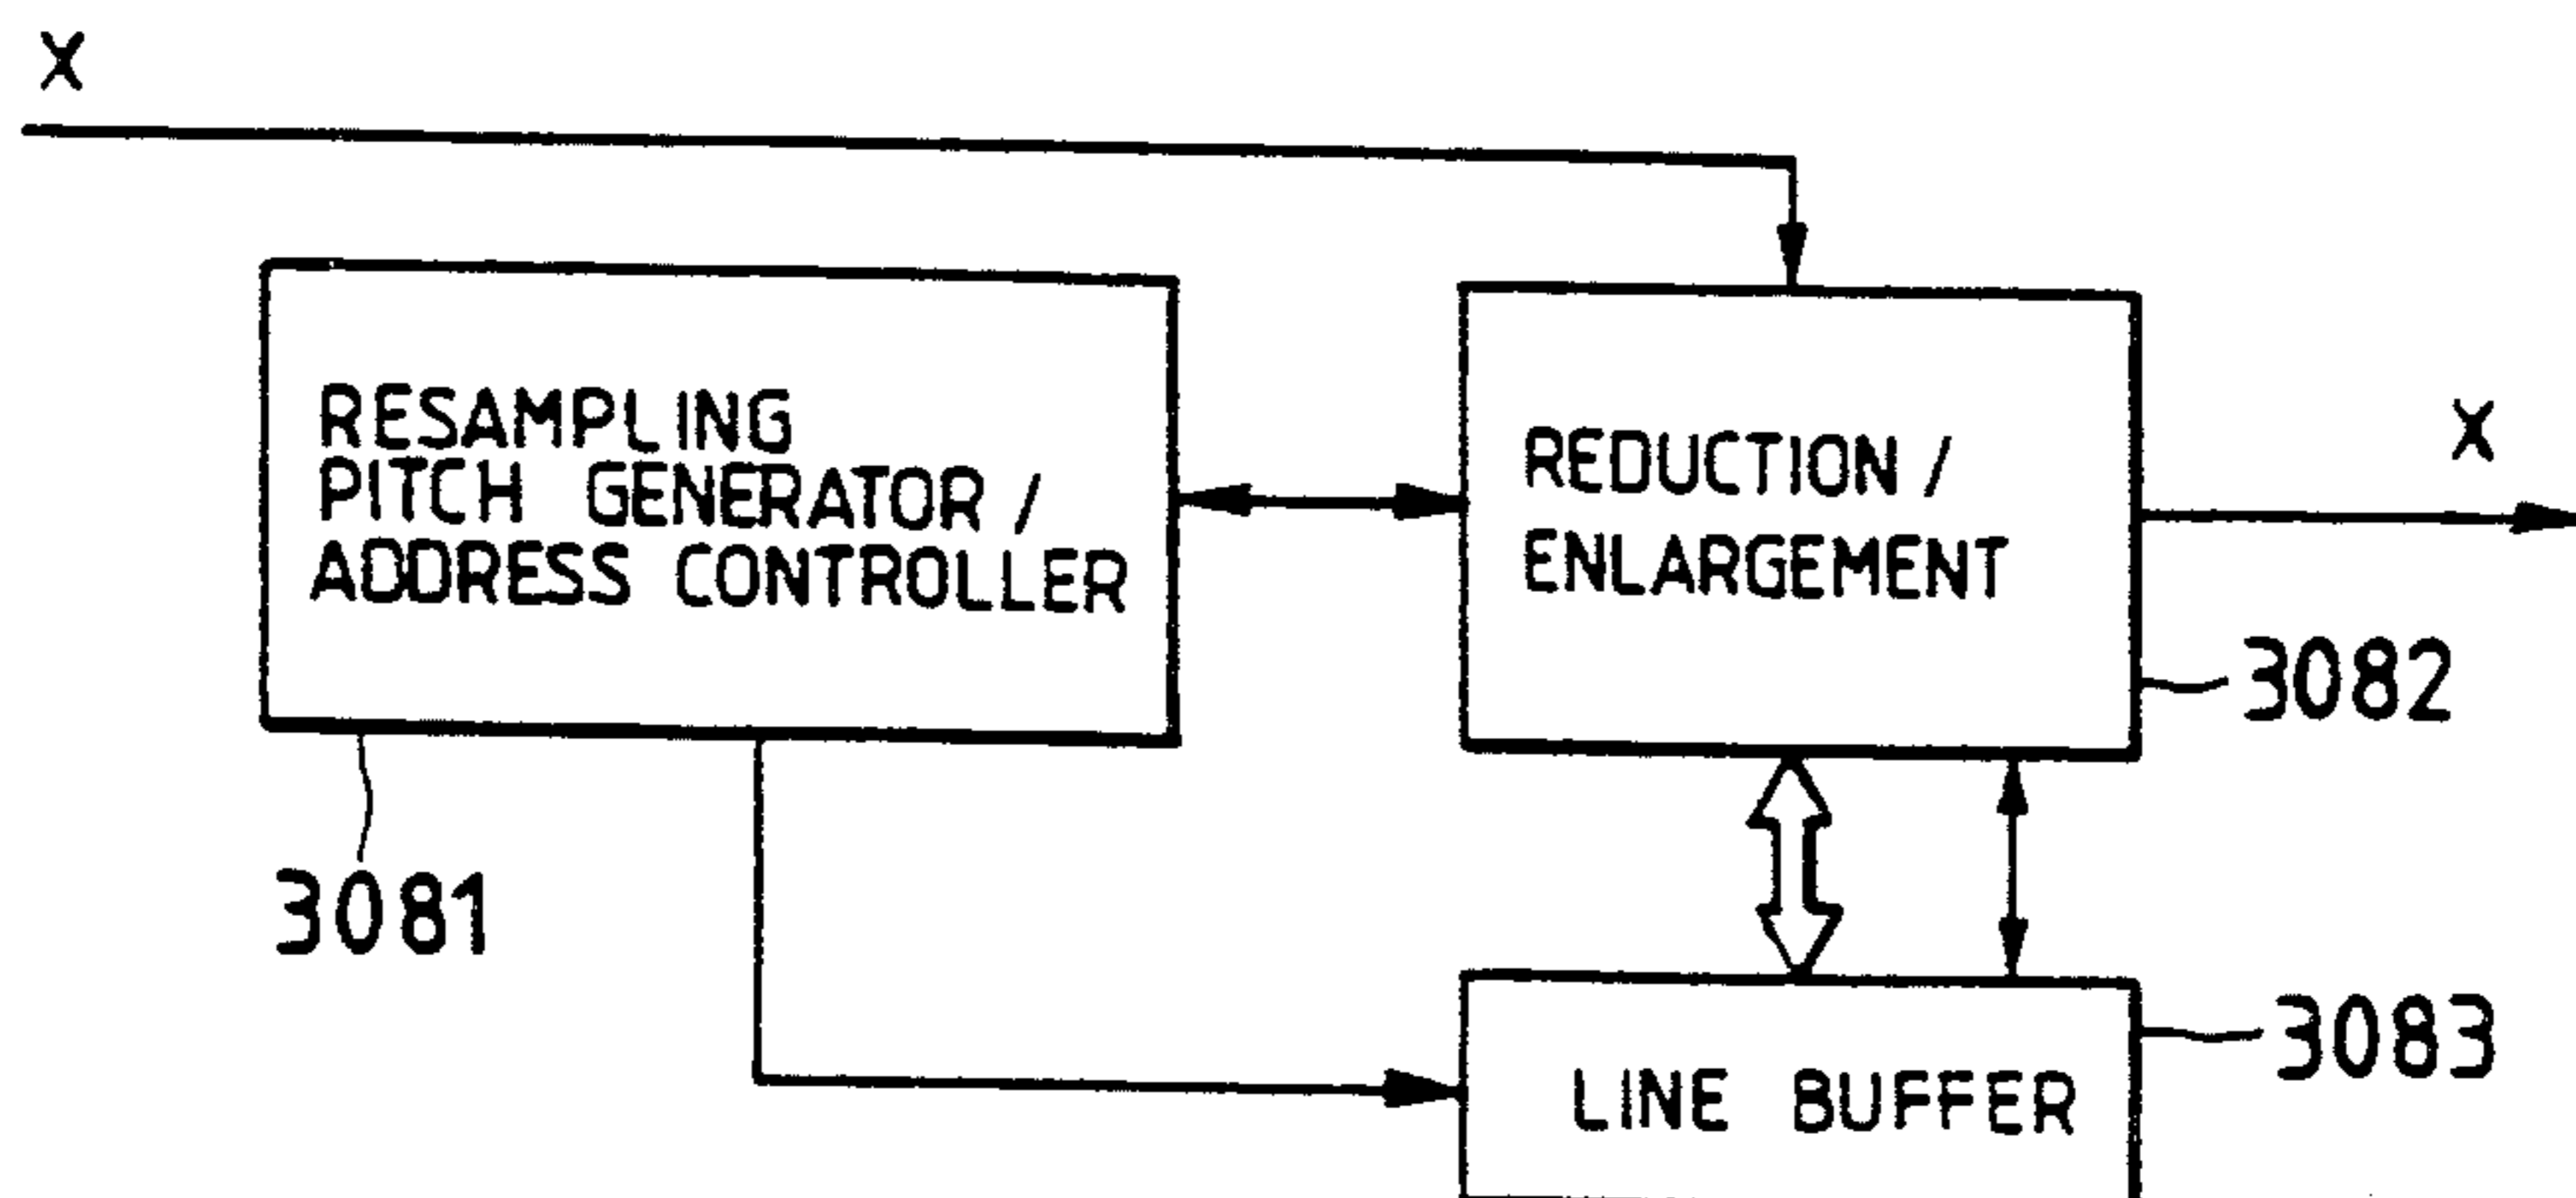 X
RESAMPLING
PITCH GENERATOR /
ADDRESS CONTROLLER
REDUCTION /
ENLARGEMENT
X
3082
3081
LINE BUFFER
3083